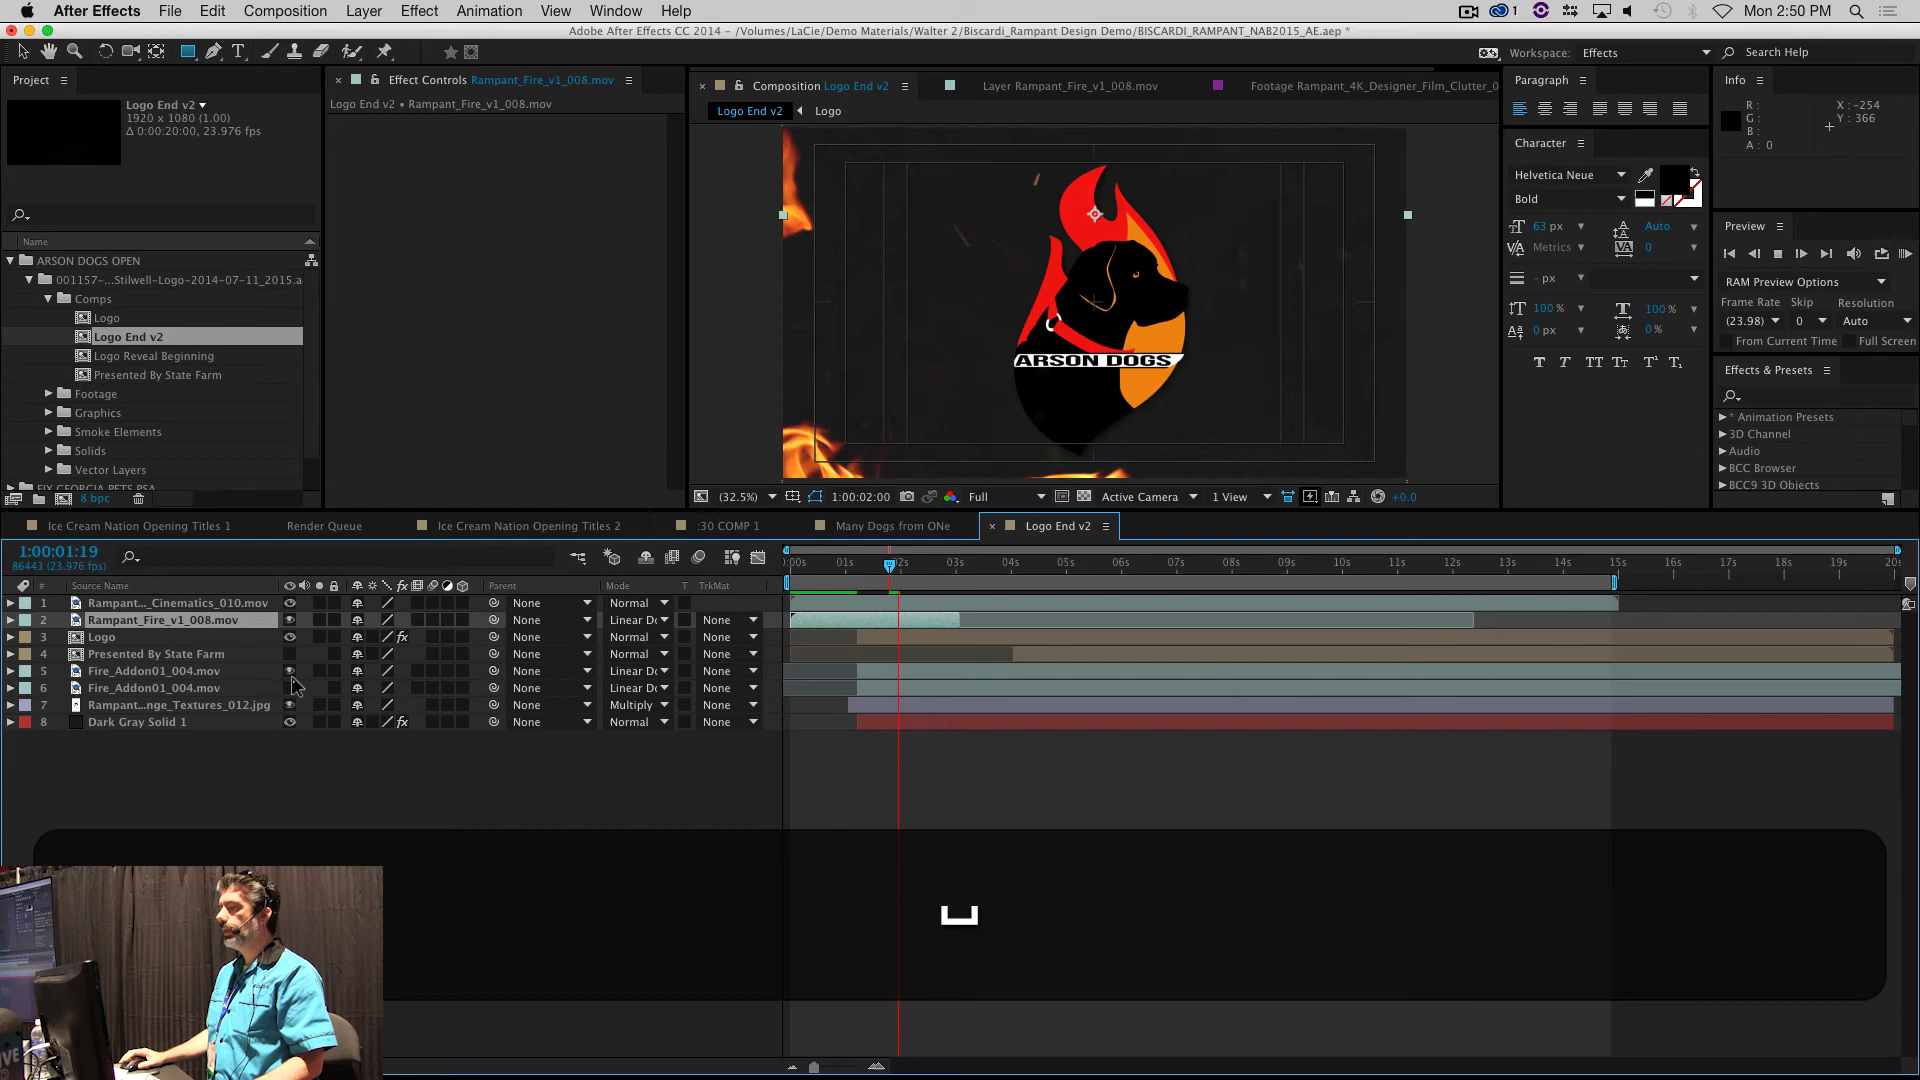 After Effects File Edit Composition Layer Effect Animation View Window Help
1 Mon 2:50 PM
Adobe After Effects CC 2014 - /Volumes/LaCie/Demo Materials/Walter 2/Biscardi_Rampant Design Demo/BISCARDI_RAMPANT_NAB2015_AE.aep *
Workspace: Effects Search Help
Project
Logo End v2
1920 x 1080 (1.00)
Δ 0:00:20:00, 23.976 fps
Name
ARSON DOGS OPEN
001157-...Stilwell-Logo-2014-07-11_2015.a
Comps
Logo
Logo End v2
Logo Reveal Beginning
Presented By State Farm
Footage
Graphics
Smoke Elements
Solids
Vector Layers
FIX GEORGIA PETS PSA
8 bpc
Effect Controls Rampant_Fire_v1_008.mov
Logo End v2 • Rampant_Fire_v1_008.mov
Composition Logo End v2
Layer Rampant_Fire_v1_008.mov
Footage Rampant_4K_Designer_Film_Clutter_0
Logo End v2 Logo
ARSON DOGS
(32.5%) 1:00:02:00 Full Active Camera 1 View +0.0
Paragraph
Character
Helvetica Neue
Bold
63 px Auto
Metrics 0
- px
100 % 100 %
0 px 0 %
T T TT Tt T¹ T₁
Info
R:
G:
B:
A: 0
X: -254
Y: 366
Preview
RAM Preview Options
Frame Rate Skip Resolution
(23.98) 0 Auto
From Current Time Full Screen
Effects & Presets
* Animation Presets
3D Channel
Audio
BCC Browser
BCC9 3D Objects
Ice Cream Nation Opening Titles 1 Render Queue Ice Cream Nation Opening Titles 2 :30 COMP 1 Many Dogs from ONe Logo End v2
1:00:01:19
86443 (23.976 fps)
# Source Name Parent Mode T TrkMat
:00s 01s 02s 03s 04s 05s 06s 07s 08s 09s 10s 11s 12s 13s 14s 15s 16s 17s 18s 19s 20s
1 Rampant..._Cinematics_010.mov None Normal
2 Rampant_Fire_v1_008.mov None Linear Dc None
3 Logo fx None Normal None
4 Presented By State Farm None Normal None
5 Fire_Addon01_004.mov None Linear Dc None
6 Fire_Addon01_004.mov None Linear Dc None
7 Rampant...nge_Textures_012.jpg None Multiply None
8 Dark Gray Solid 1 fx None Normal None